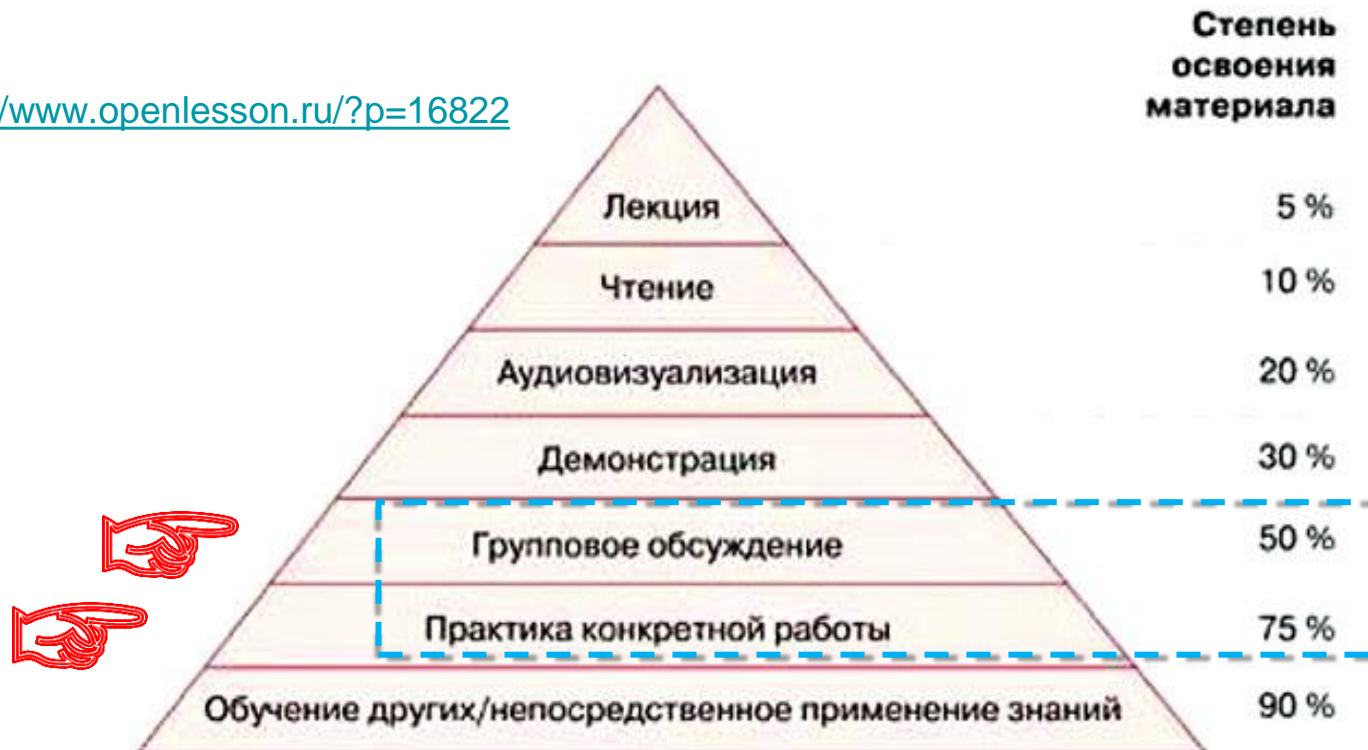 Степень
освоения
материала
/www.openlesson.ru/?p=16822
Лекция 5 %
Чтение 10 %
Аудиовизуализация 20 %
Демонстрация 30 %
Групповое обсуждение 50 %
Практика конкретной работы 75 %
Обучение других/непосредственное применение знаний 90 %